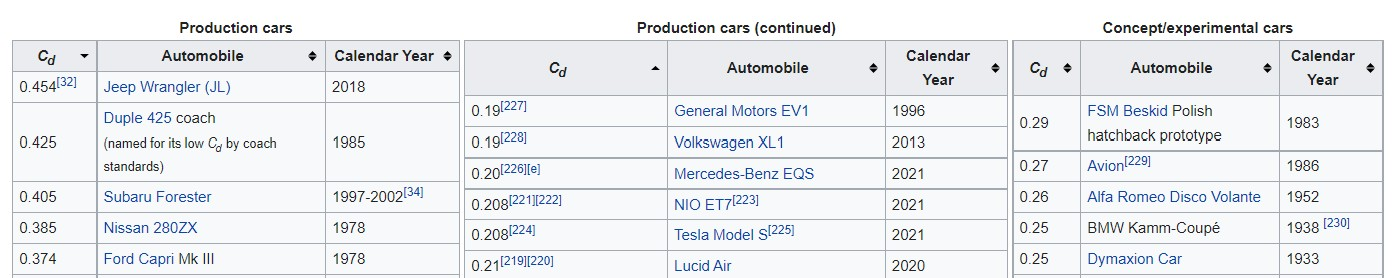 Production cars
Cd Automobile Calendar Year
0.454[32] Jeep Wrangler (JL) 2018
0.425 Duple 425 coach
(named for its low Cd by coach
standards) 1985
0.405 Subaru Forester 1997-2002[34]
0.385 Nissan 280ZX 1978
0.374 Ford Capri Mk III 1978
Production cars (continued)
Cd Automobile Calendar
Year
0.19[227] General Motors EV1 1996
0.19[228] Volkswagen XL1 2013
0.20[226][e] Mercedes-Benz EQS 2021
0.208[221][222] NIO ET7[223] 2021
0.208[224] Tesla Model S[225] 2021
0.21[219][220] Lucid Air 2020
Concept/experimental cars
Cd Automobile Calendar
Year
0.29 FSM Beskid Polish
hatchback prototype 1983
0.27 Avion[229] 1986
0.26 Alfa Romeo Disco Volante 1952
0.25 BMW Kamm-Coupé 1938 [230]
0.25 Dymaxion Car 1933